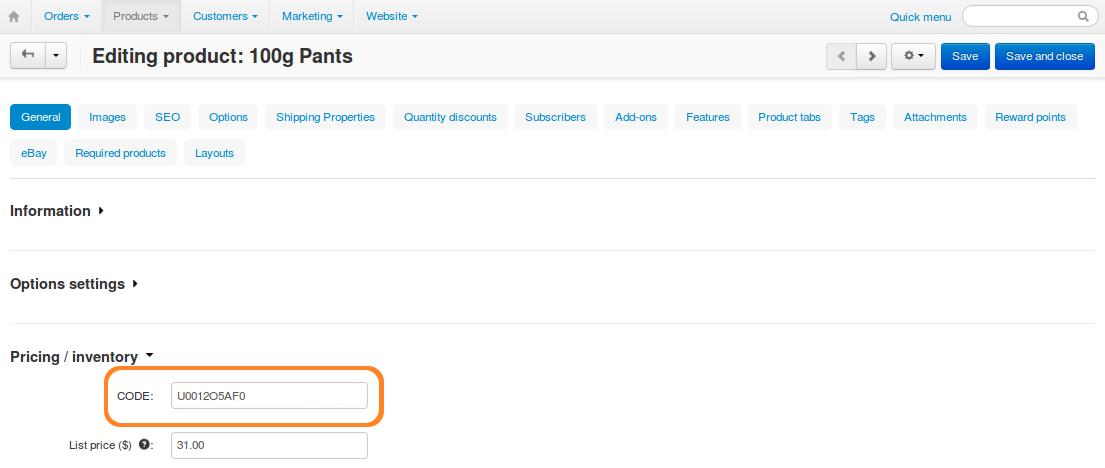 Orders Products Customers Marketing Website Quick menu
Editing product: 100g Pants Save Save and close
General Images SEO Options Shipping Properties Quantity discounts Subscribers Add-ons Features Product tabs Tags Attachments Reward points
eBay Required products Layouts
Information
Options settings
Pricing / inventory
CODE: U0012O5AF0
List price ($) ?: 31.00